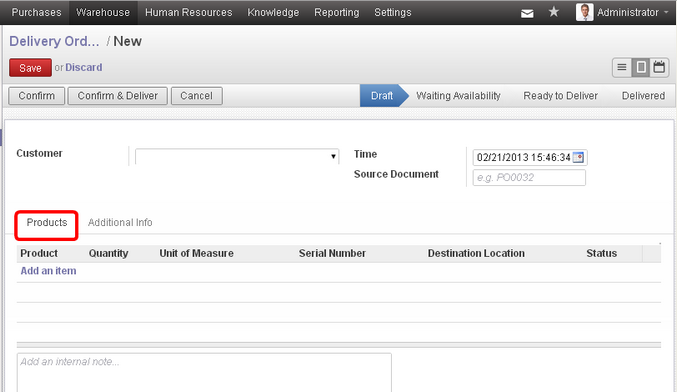 Purchases Warehouse Human Resources Knowledge Reporting Settings Administrator
Delivery Ord... / New
Save or Discard
Confirm Confirm & Deliver Cancel Draft Waiting Availability Ready to Deliver Delivered
Customer Time 02/21/2013 15:46:34
Source Document e.g. PO0032
Products Additional Info
Product Quantity Unit of Measure Serial Number Destination Location Status
Add an item
Add an internal note...